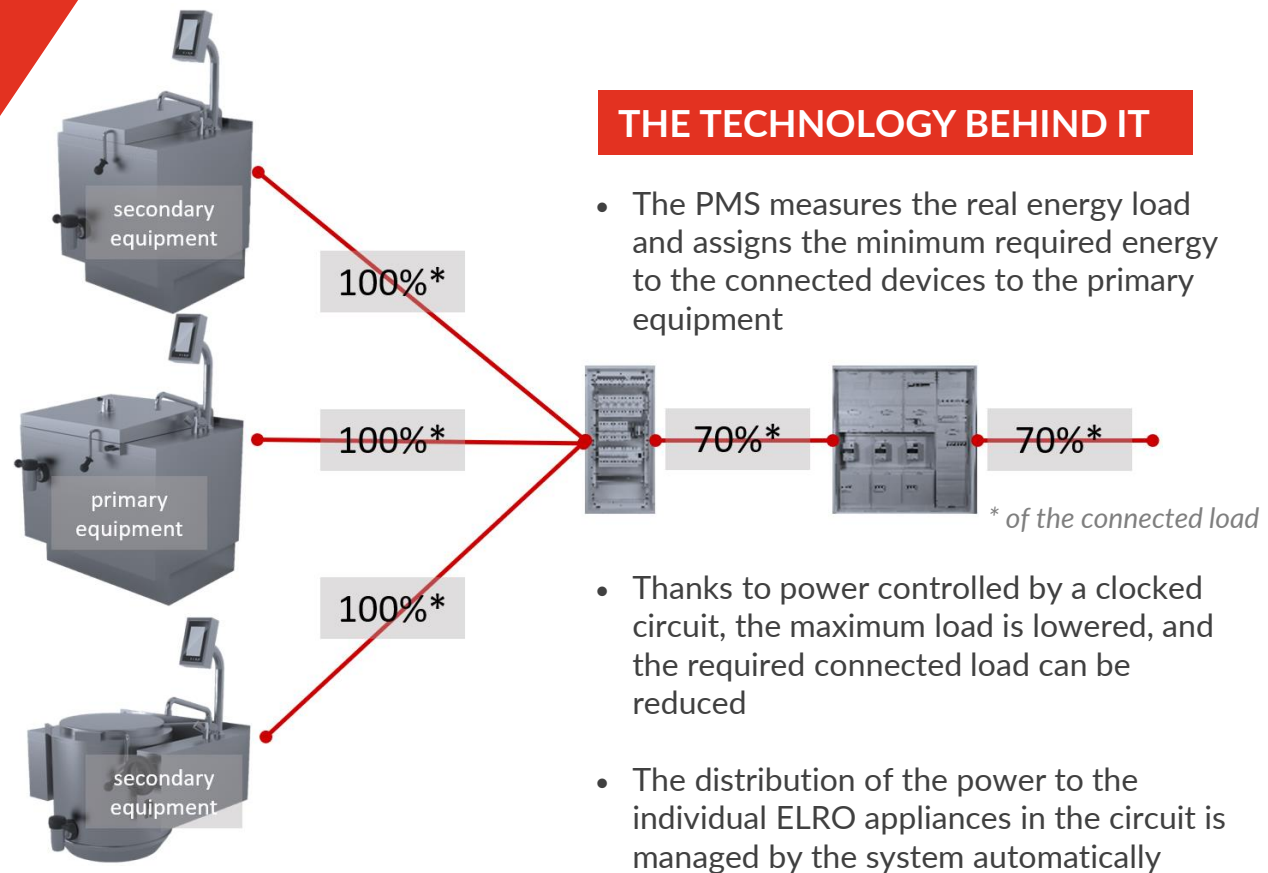 THE TECHNOLOGY BEHIND IT
• The PMS measures the real energy load
and assigns the minimum required energy
to the connected devices to the primary
equipment
secondary
equipment
100%*
primary
equipment
100%*
70%*
70%*
* of the connected load
secondary
equipment
100%*
• Thanks to power controlled by a clocked
circuit, the maximum load is lowered, and
the required connected load can be
reduced
• The distribution of the power to the
individual ELRO appliances in the circuit is
managed by the system automatically